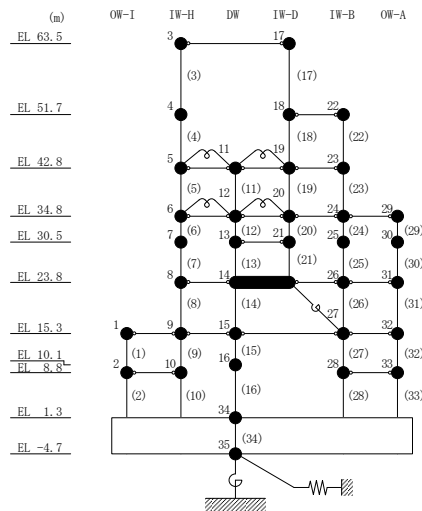 (m) OW-I IW-H DW IW-D IW-B OW-A
EL 63.5 3 17
(3) (17)
EL 51.7 4 18 22
(4) (18) (22)
11 19
EL 42.8 5 23
(5) (11) (19) (23)
12 20
EL 34.8 6 24 29
(6) (12) (20) (24) (29)
EL 30.5 7 13 21 25 30
(7) (13) (21) (25) (30)
EL 23.8 8 14 26 31
(8) (14) (26) (31)
27
EL 15.3 1 9 15 32
(1) (9) (15) (27) (32)
EL 10.1 16
EL 8.8 2 10 28 33
(2) (10) (16) (28) (33)
EL 1.3 34
(34)
EL -4.7 35